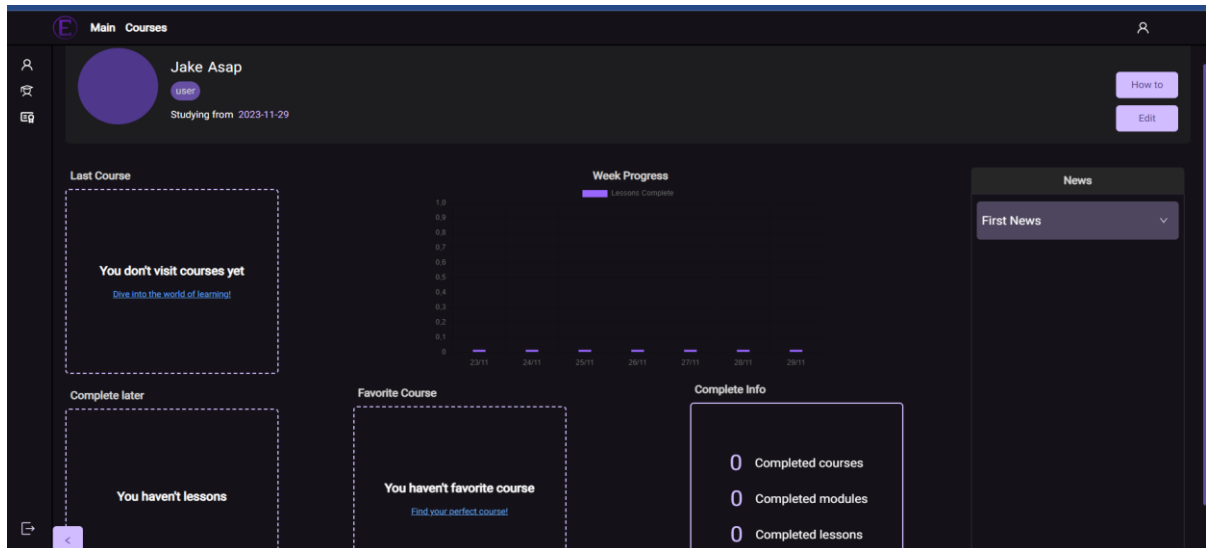 E Main Courses
Jake Asap
user
Studying from 2023-11-29
How to
Edit
Last Course
You don't visit courses yet
Dive into the world of learning!
Week Progress
Lessons Complete
1,0
0,9
0,8
0,7
0,6
0,5
0,4
0,3
0,2
0,1
0
23/11 24/11 25/11 26/11 27/11 28/11 29/11
News
First News
Complete later
You haven't lessons
Favorite Course
You haven't favorite course
Find your perfect course!
Complete Info
0 Completed courses
0 Completed modules
0 Completed lessons